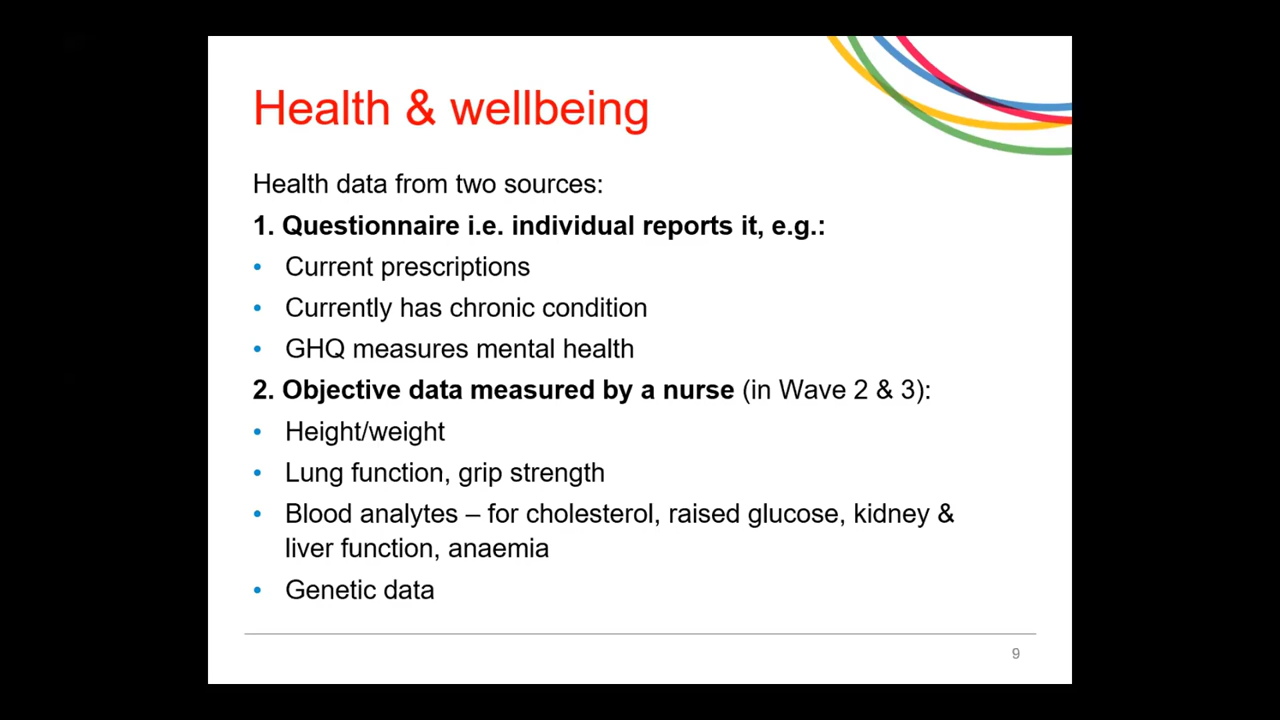 Health & wellbeing
Health data from two sources:
1. Questionnaire i.e. individual reports it, e.g.:
• Current prescriptions
• Currently has chronic condition
• GHQ measures mental health
2. Objective data measured by a nurse (in Wave 2 & 3):
• Height/weight
• Lung function, grip strength
• Blood analytes – for cholesterol, raised glucose, kidney &
liver function, anaemia
• Genetic data
9